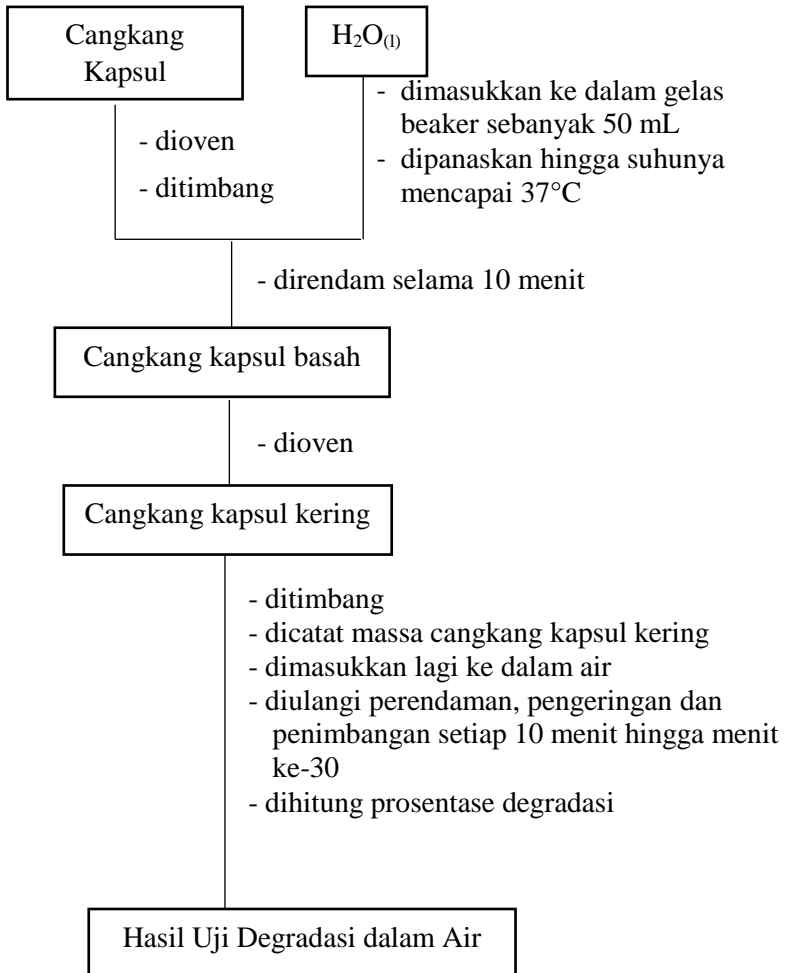 Cangkang
Kapsul
H₂O₍ₗ₎
- dioven
- ditimbang
- dimasukkan ke dalam gelas
beaker sebanyak 50 mL
- dipanaskan hingga suhunya
mencapai 37°C
- direndam selama 10 menit
Cangkang kapsul basah
- dioven
Cangkang kapsul kering
- ditimbang
- dicatat massa cangkang kapsul kering
- dimasukkan lagi ke dalam air
- diulangi perendaman, pengeringan dan
penimbangan setiap 10 menit hingga menit
ke-30
- dihitung prosentase degradasi
Hasil Uji Degradasi dalam Air